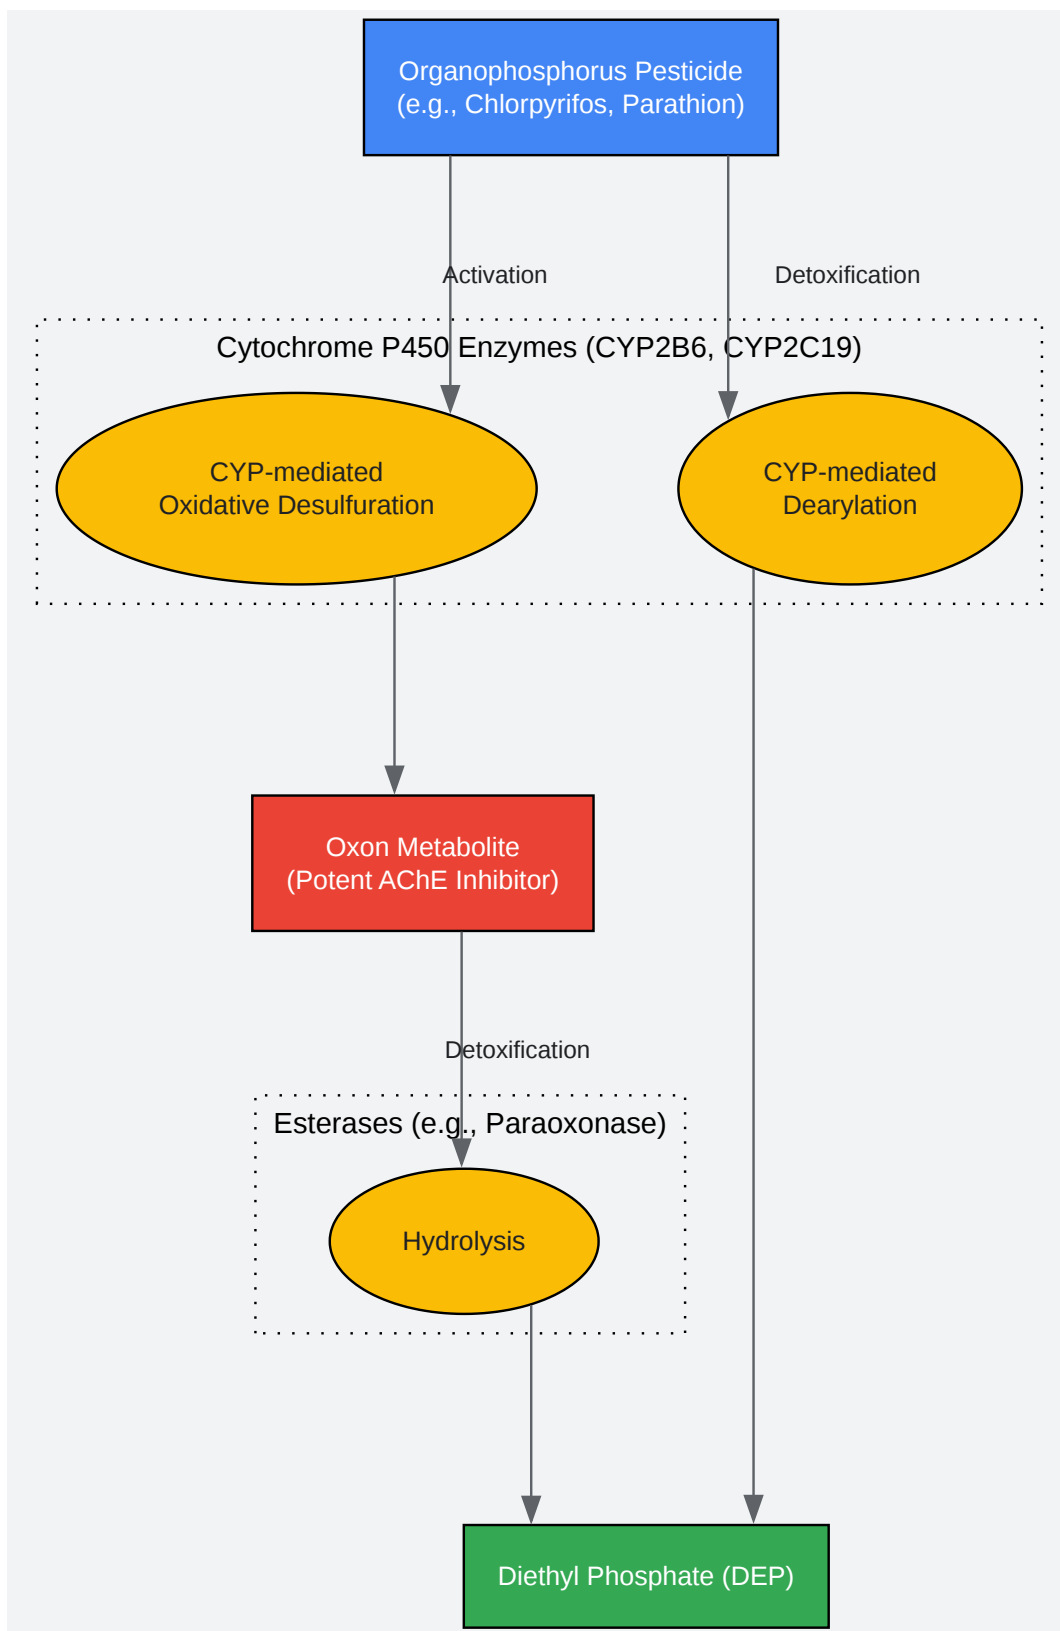 Organophosphorus Pesticide
(e.g., Chlorpyrifos, Parathion)
Activation
Detoxification
Cytochrome P450 Enzymes (CYP2B6, CYP2C19)
CYP-mediated
Oxidative Desulfuration
CYP-mediated
Dearylation
Oxon Metabolite
(Potent AChE Inhibitor)
Detoxification
Esterases (e.g., Paraoxonase)
Hydrolysis
Diethyl Phosphate (DEP)